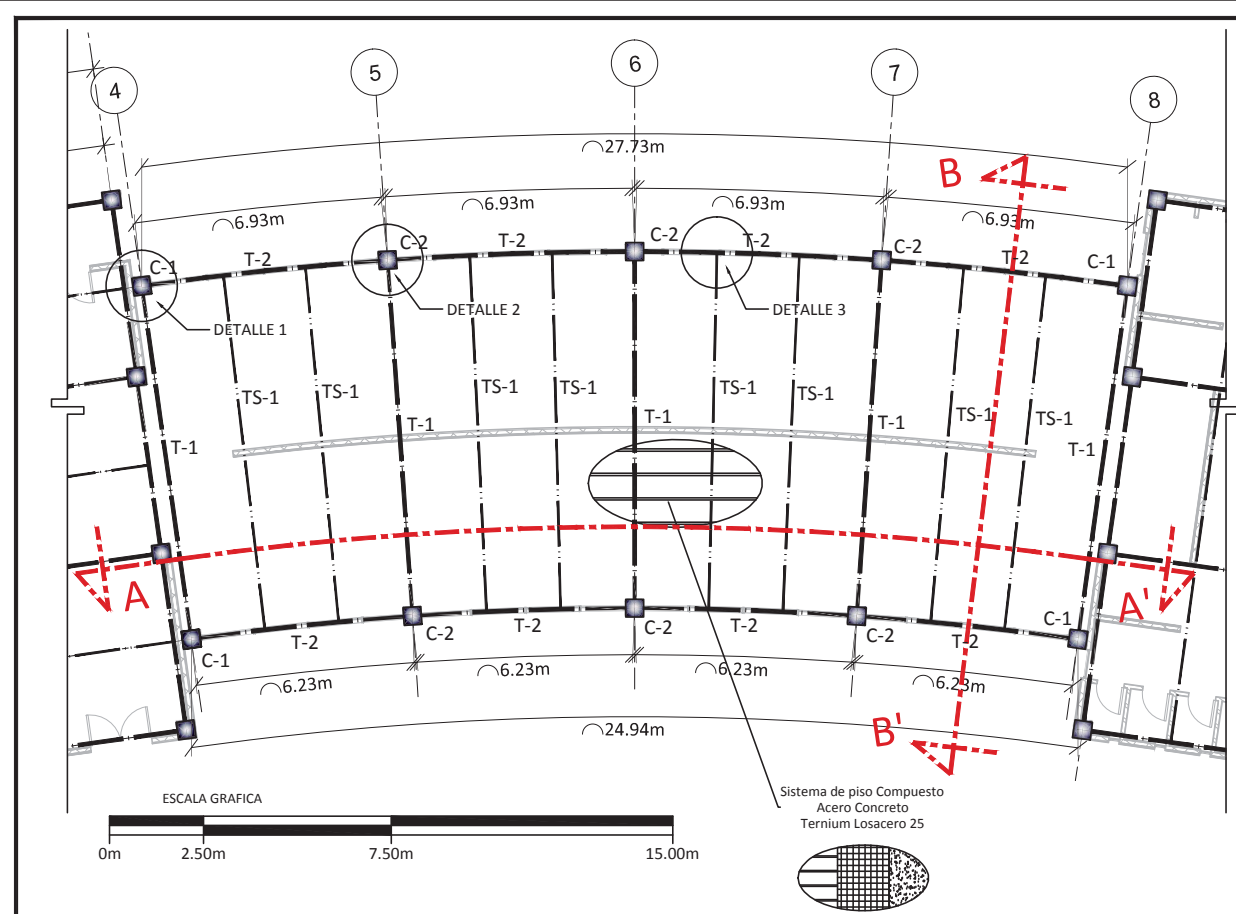 4
5
6
7
8
⌒27.73m
B
⌒6.93m
⌒6.93m
⌒6.93m
⌒6.93m
C-1
T-2
C-2
T-2
C-2
T-2
C-2
T-2
C-1
DETALLE 1
DETALLE 2
DETALLE 3
TS-1
TS-1
TS-1
TS-1
TS-1
TS-1
TS-1
TS-1
T-1
T-1
T-1
T-1
T-1
A
A'
C-1
T-2
C-2
T-2
C-2
T-2
C-2
T-2
C-1
⌒6.23m
⌒6.23m
⌒6.23m
⌒6.23m
⌒24.94m
B'
ESCALA GRAFICA
0m
2.50m
7.50m
15.00m
Sistema de piso Compuesto
Acero Concreto
Ternium Losacero 25